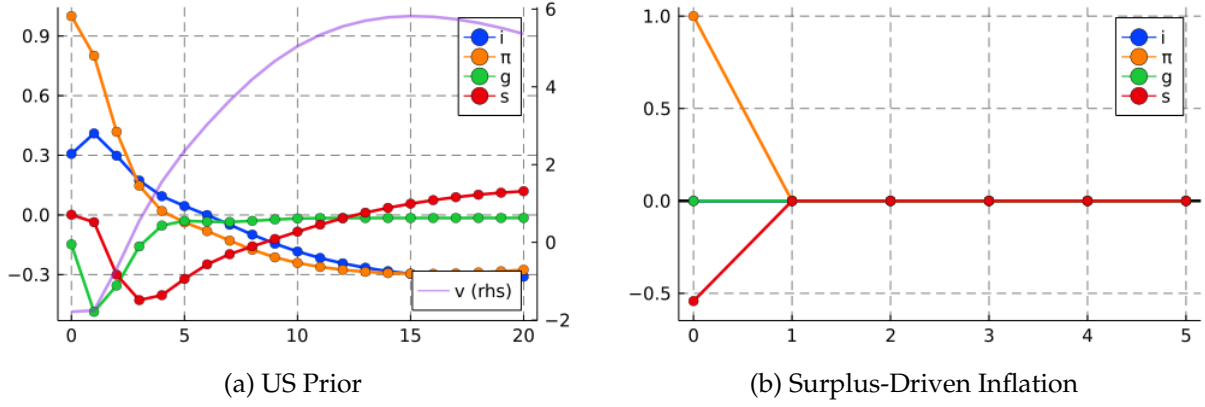 0.9
0.6
0.3
0.0
−0.3
0
5
10
15
20
6
4
2
0
−2
i
π
g
s
v (rhs)
(a) US Prior
1.0
0.5
0.0
−0.5
0
1
2
3
4
5
i
π
g
s
(b) Surplus-Driven Inflation